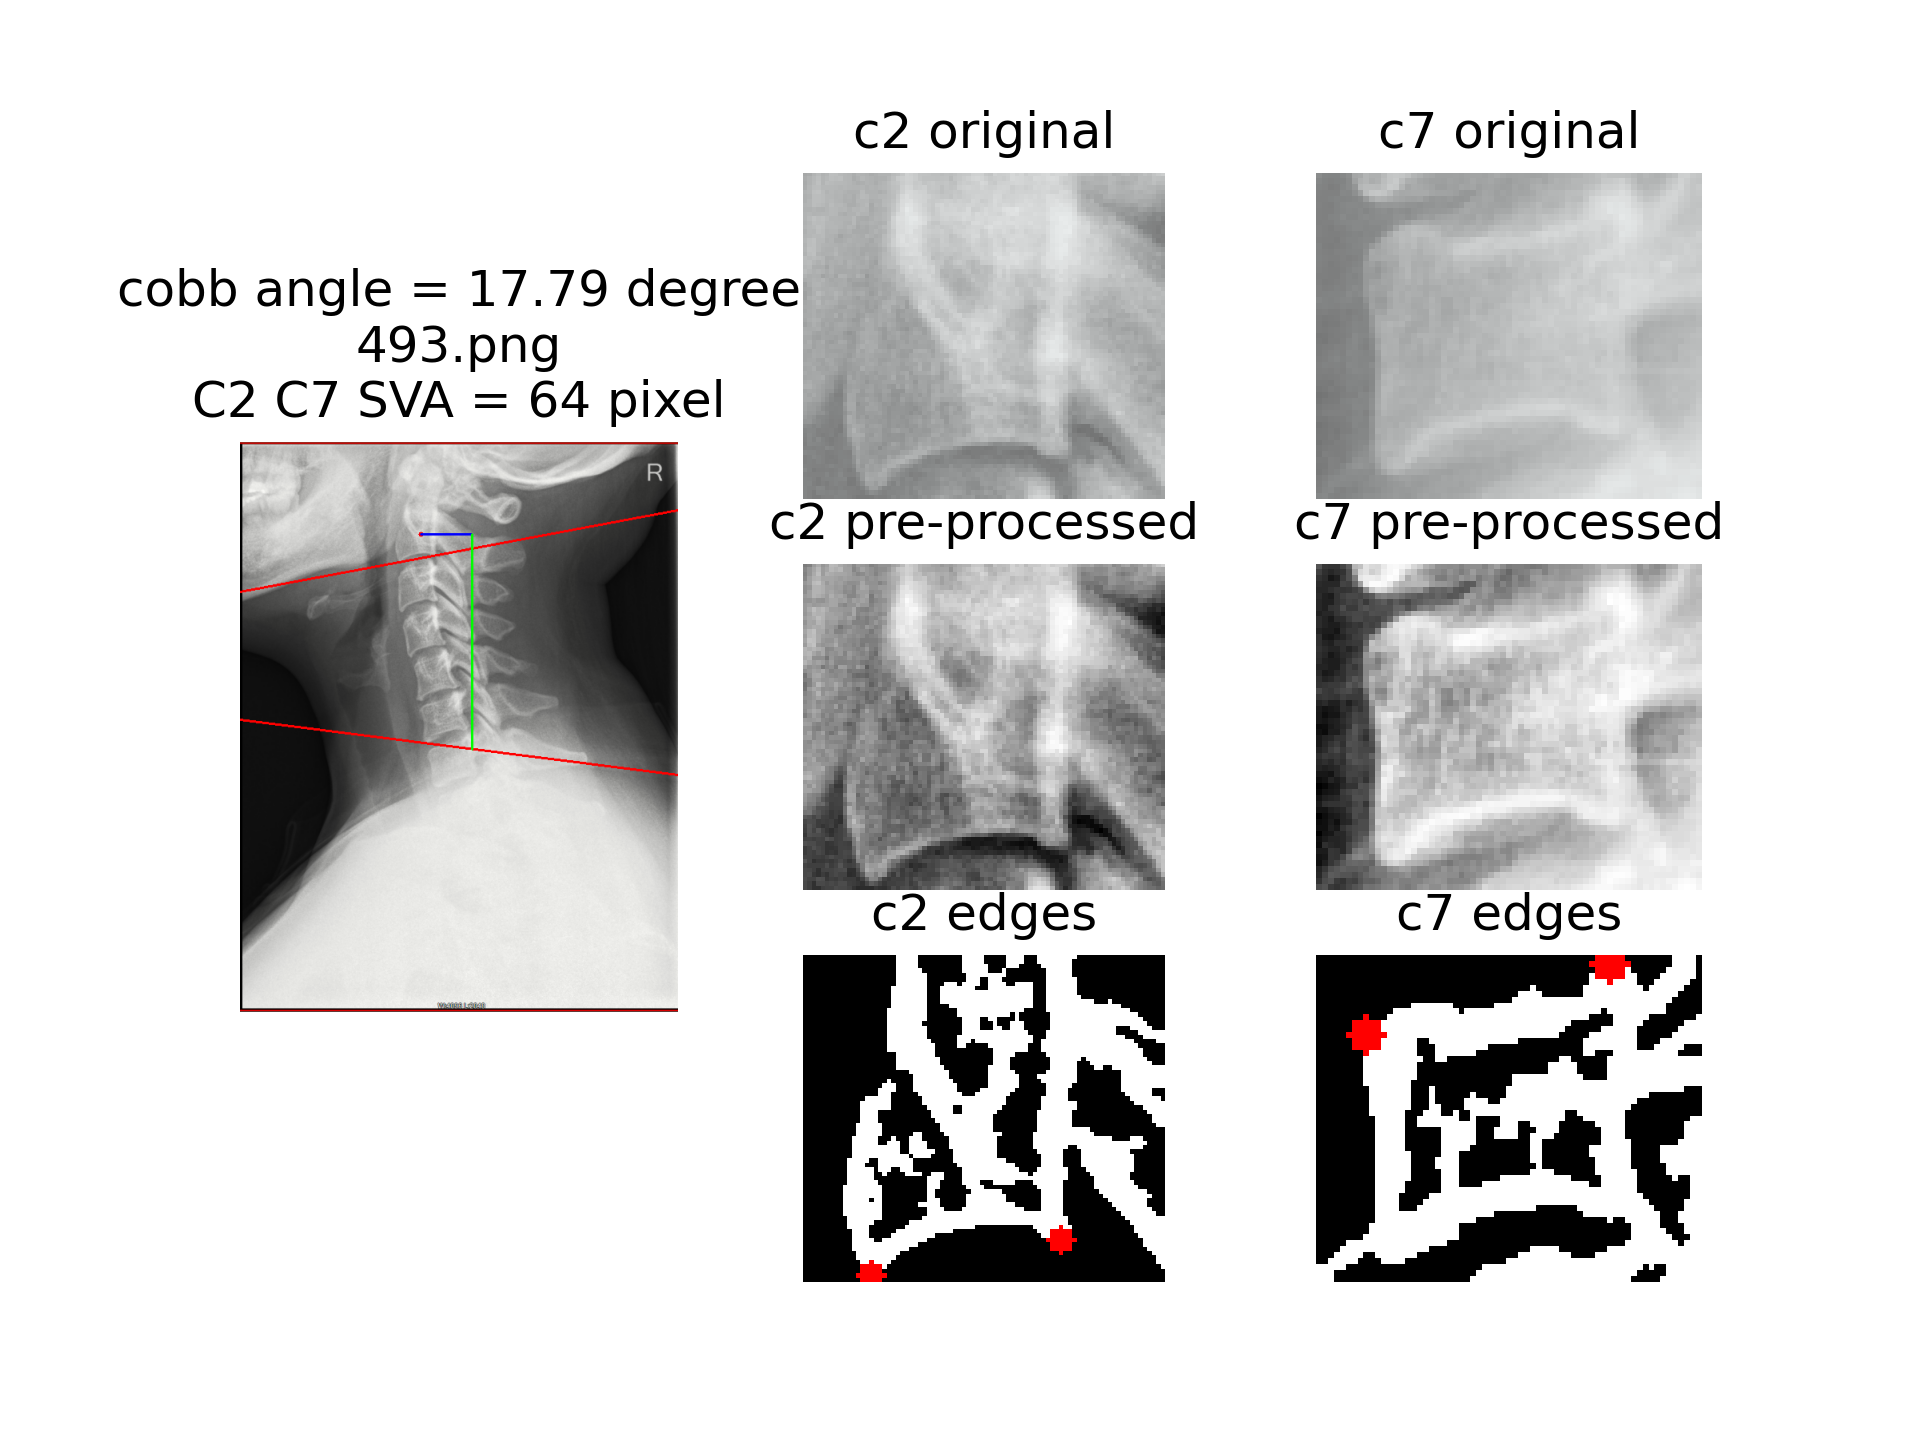 cobb angle = 17.79 degree
493.png
C2 C7 SVA = 64 pixel
R
c2 original
c7 original
c2 pre-processed
c7 pre-processed
c2 edges
c7 edges